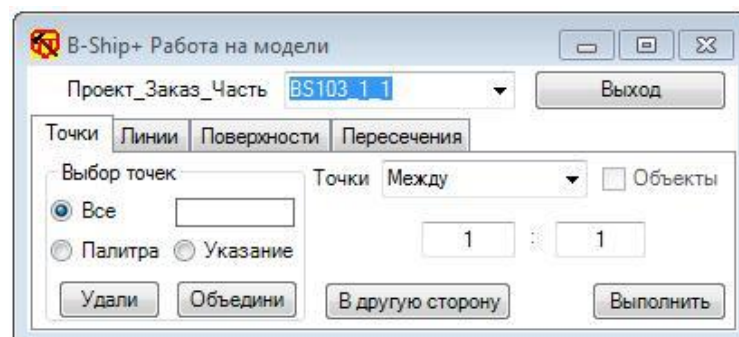 B-Ship+ Работа на модели
Проект_Заказ_Часть BS103_1_1 Выход
Точки Линии Поверхности Пересечения
Выбор точек Точки Между Объекты
Все
1 : 1
Палитра Указание
Удали Объедини В другую сторону Выполнить